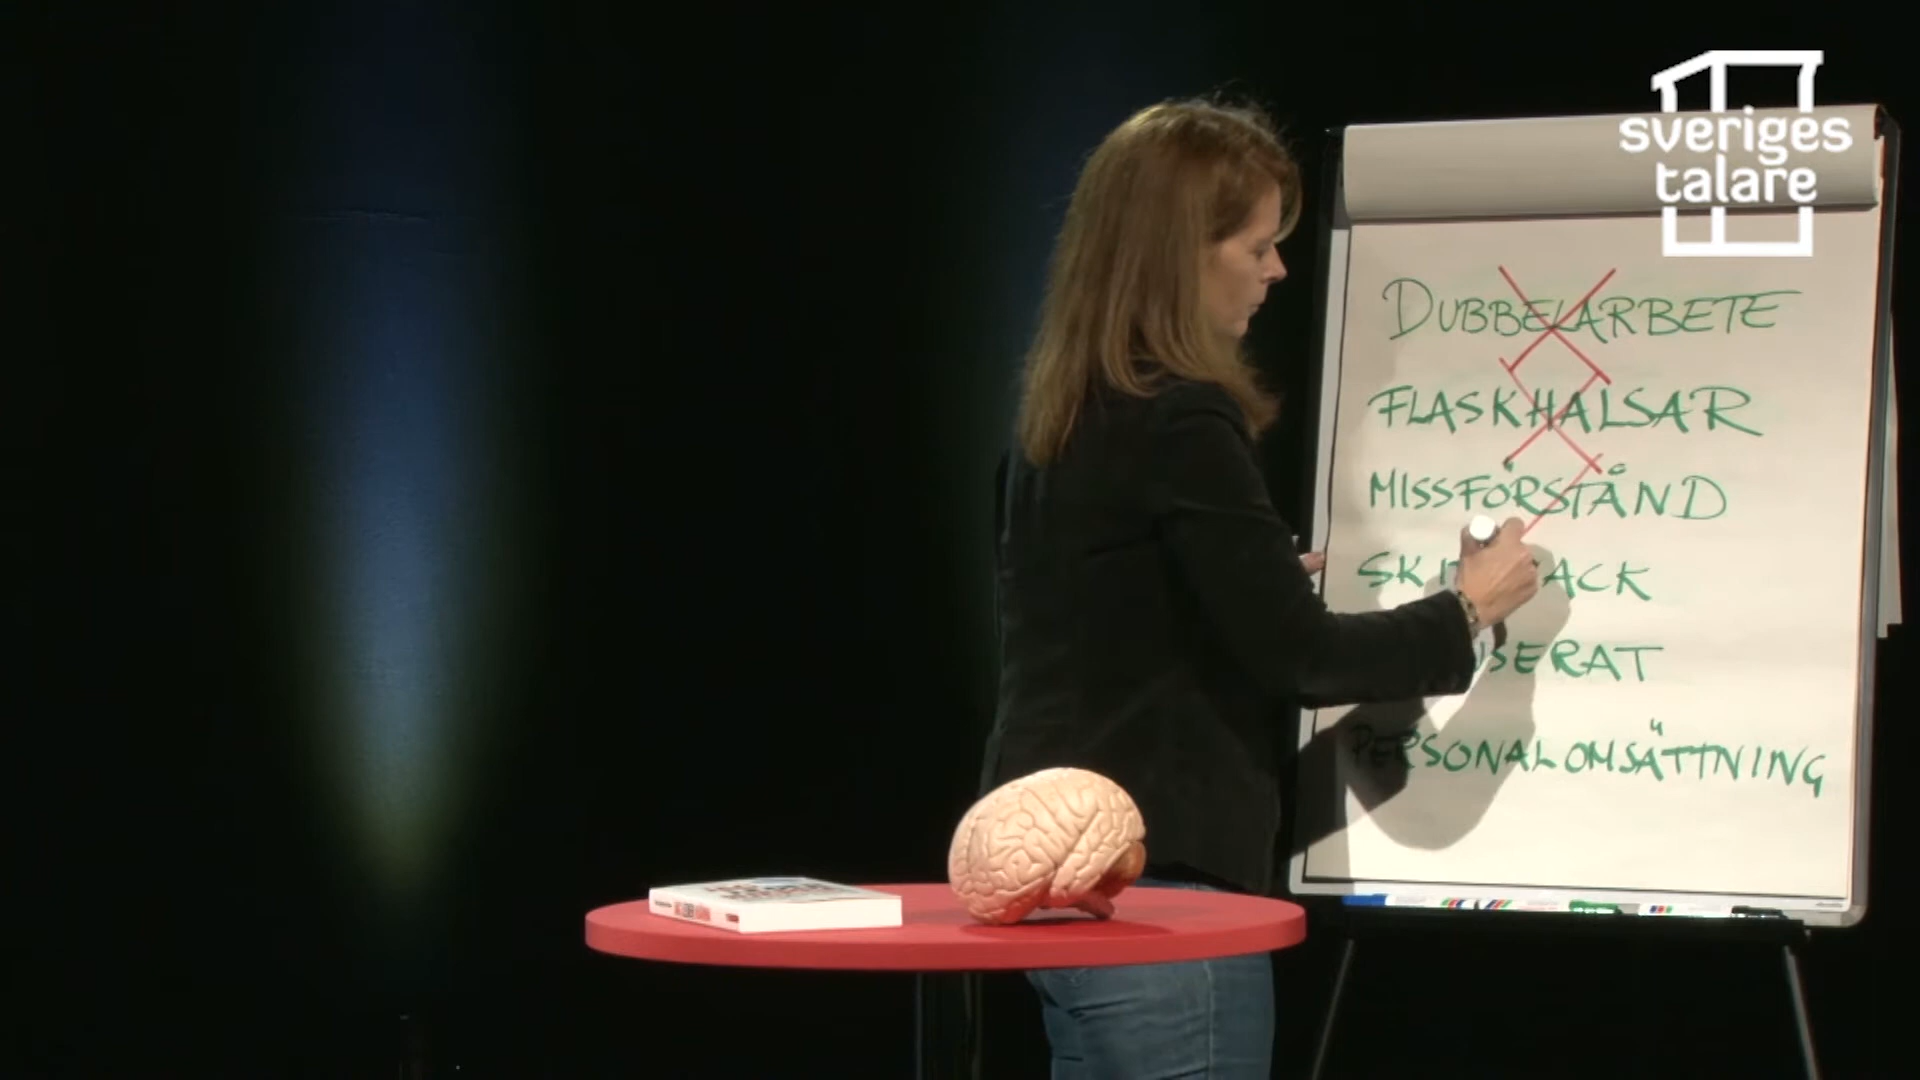 sveriges
talare
DUBBELARBETE
FLASKHALSAR
MISSFÖRSTÅND
PERSONALOMSÄTTNING